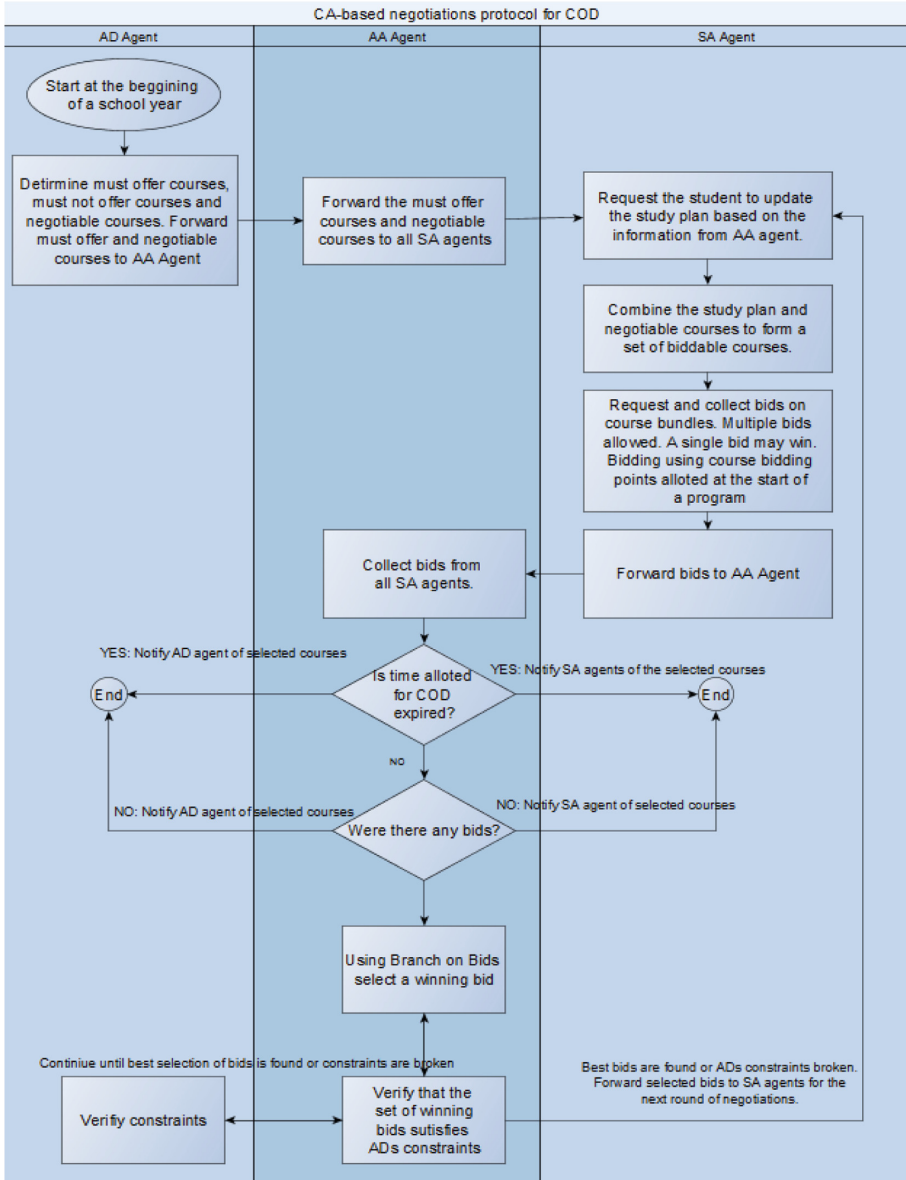 CA-based negotiations protocol for COD
AD Agent
AA Agent
SA Agent
Start at the beggining
of a school year
Detirmine must offer courses,
must not offer courses and
negotiable courses. Forward
must offer and negotiable
courses to AA Agent
Forward the must offer
courses and negotiable
courses to all SA agents
Request the student to update
the study plan based on the
information from AA agent.
Combine the study plan and
negotiable courses to form a
set of biddable courses.
Request and collect bids on
course bundles. Multiple bids
allowed. A single bid may win.
Bidding using course bidding
points alloted at the start of
a program
Forward bids to AA Agent
Collect bids from
all SA agents.
YES: Notify AD agent of selected courses
Is time alloted
for COD
expired?
YES: Notify SA agents of the selected courses
End
End
NO
NO: Notify AD agent of selected courses
Were there any bids?
NO: Notify SA agent of selected courses
Using Branch on Bids
select a winning bid
Continiue until best selection of bids is found or constraints are broken
Verifiy constraints
Verify that the
set of winning
bids sutisfies
ADs constraints
Best bids are found or ADs constraints broken.
Forward selected bids to SA agents for the
next round of negotiations.